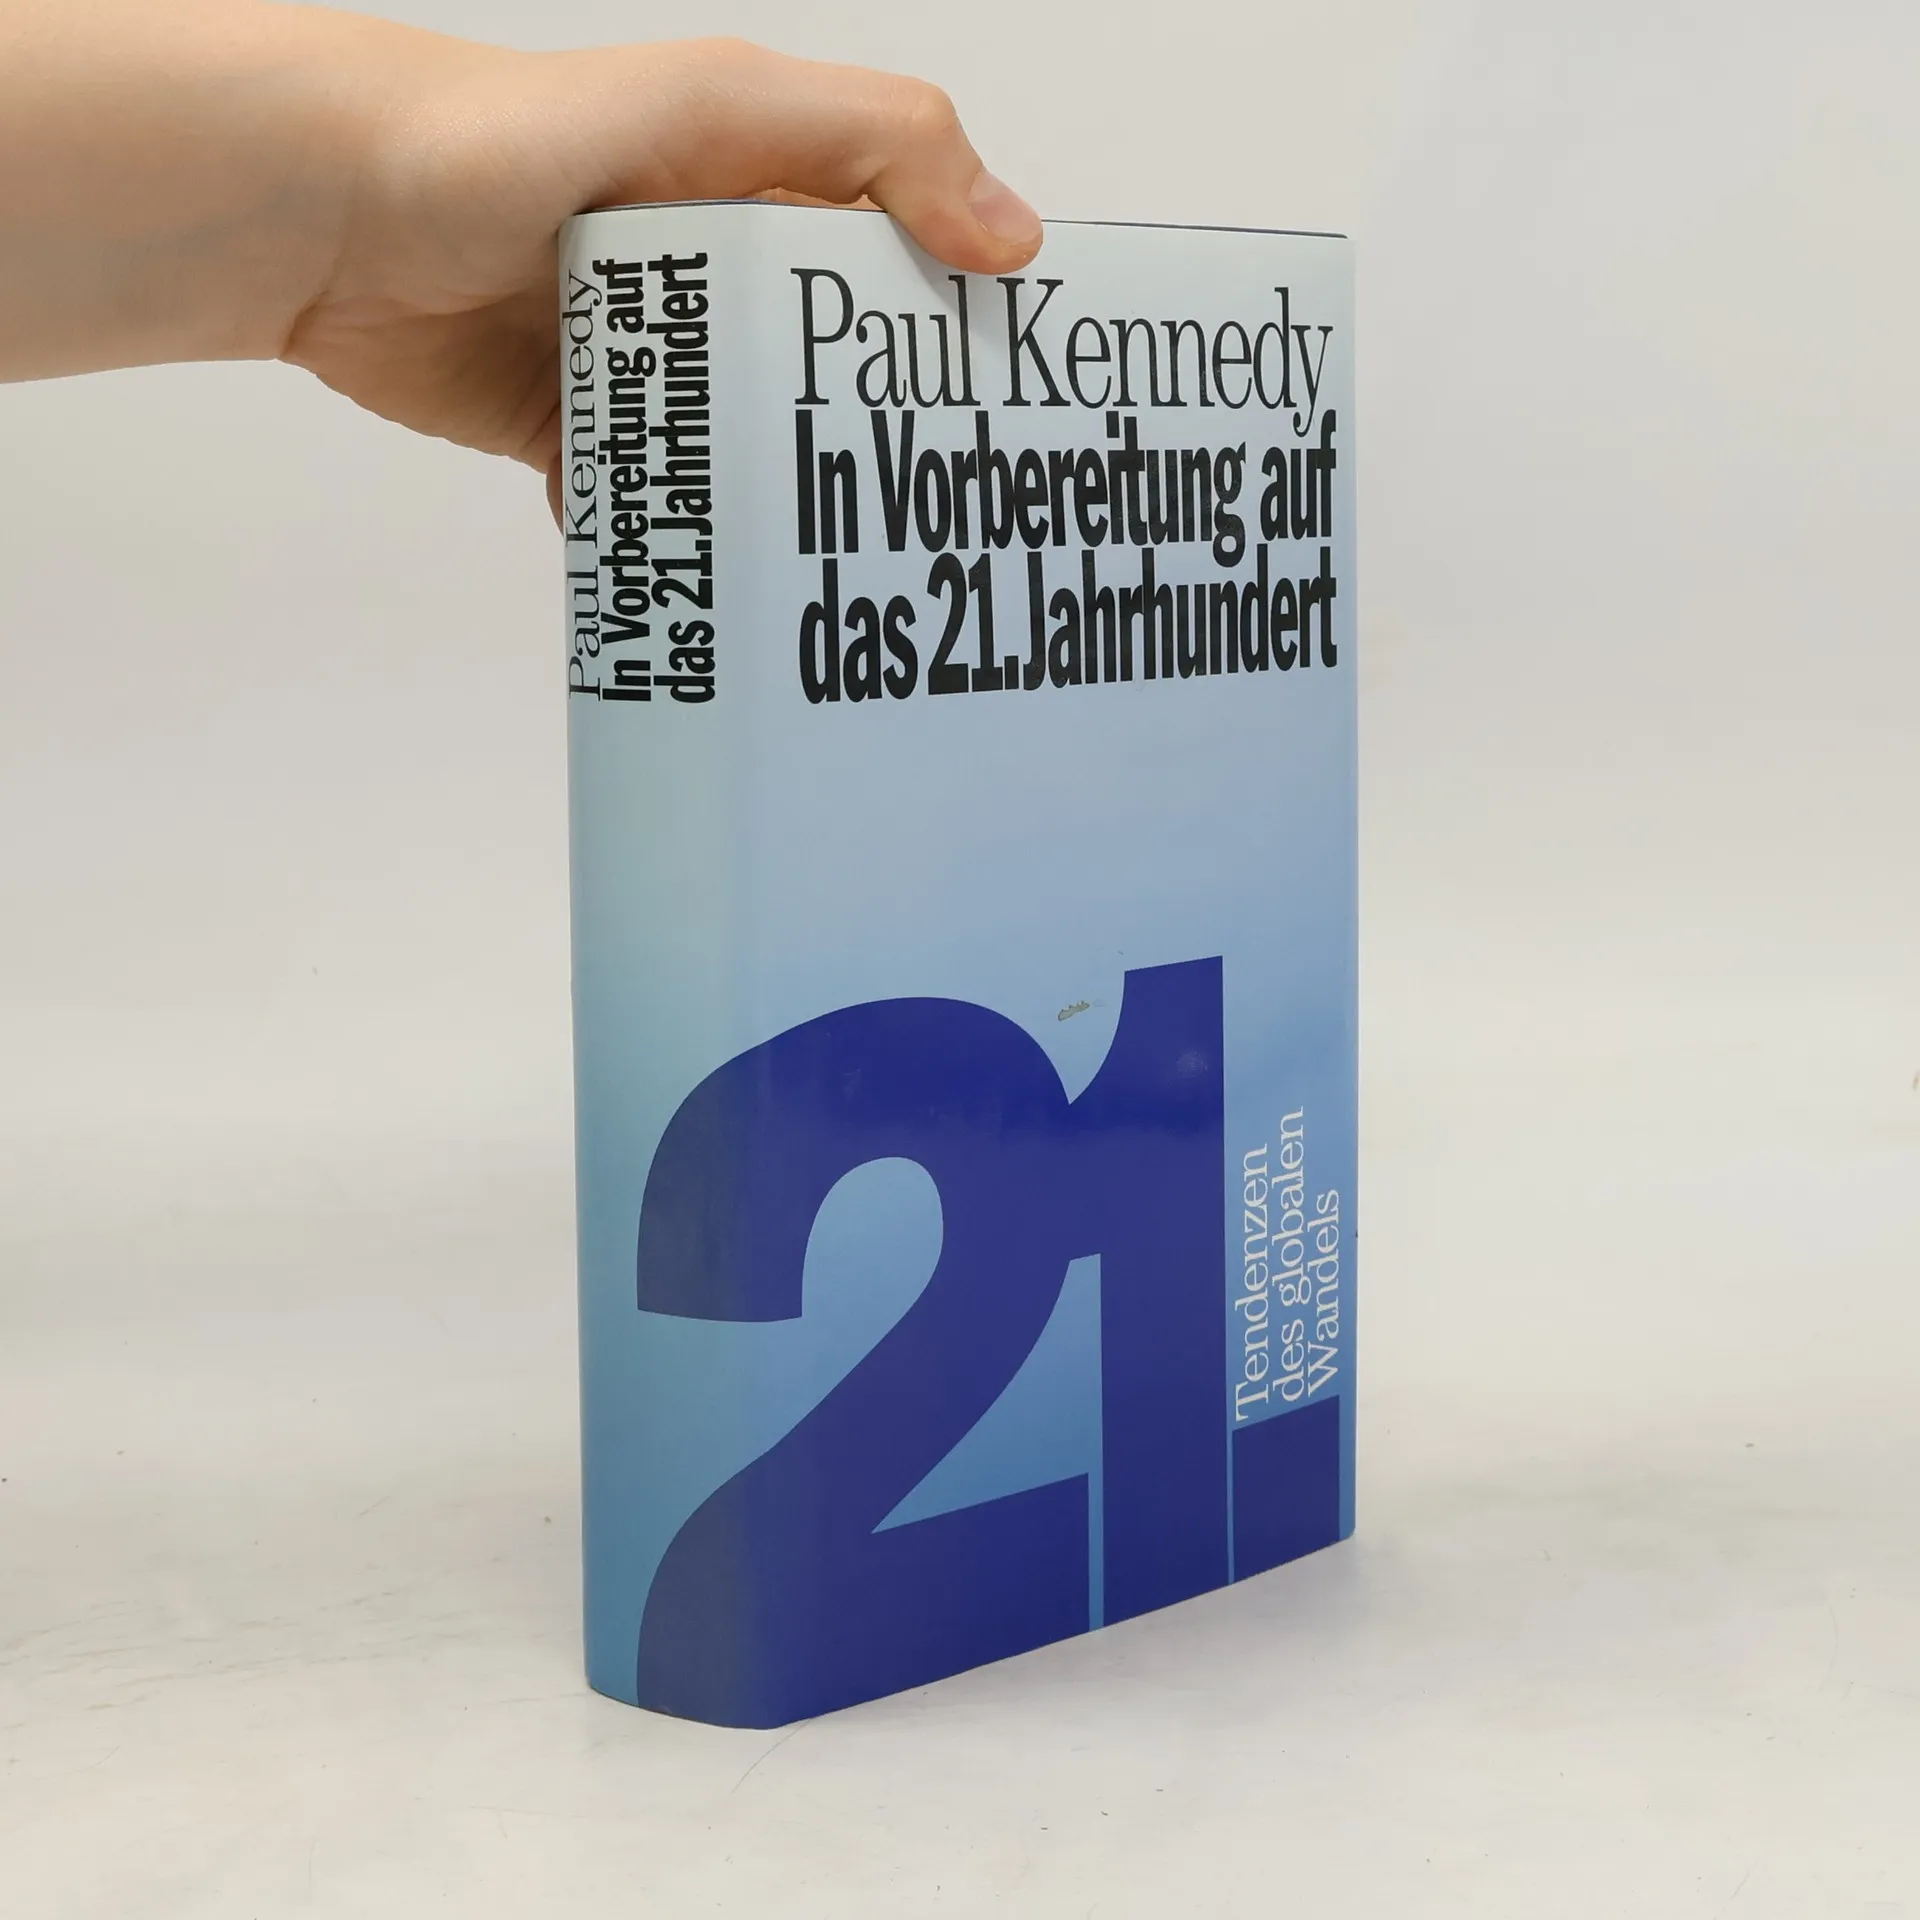 Paul Kennedy
In Vorbereitung auf
das 21. Jahrhundert
Paul Kennedy
In Vorbereitung auf
das 21. Jahrhundert
21.
Tendenzen
des globalen
Wandels